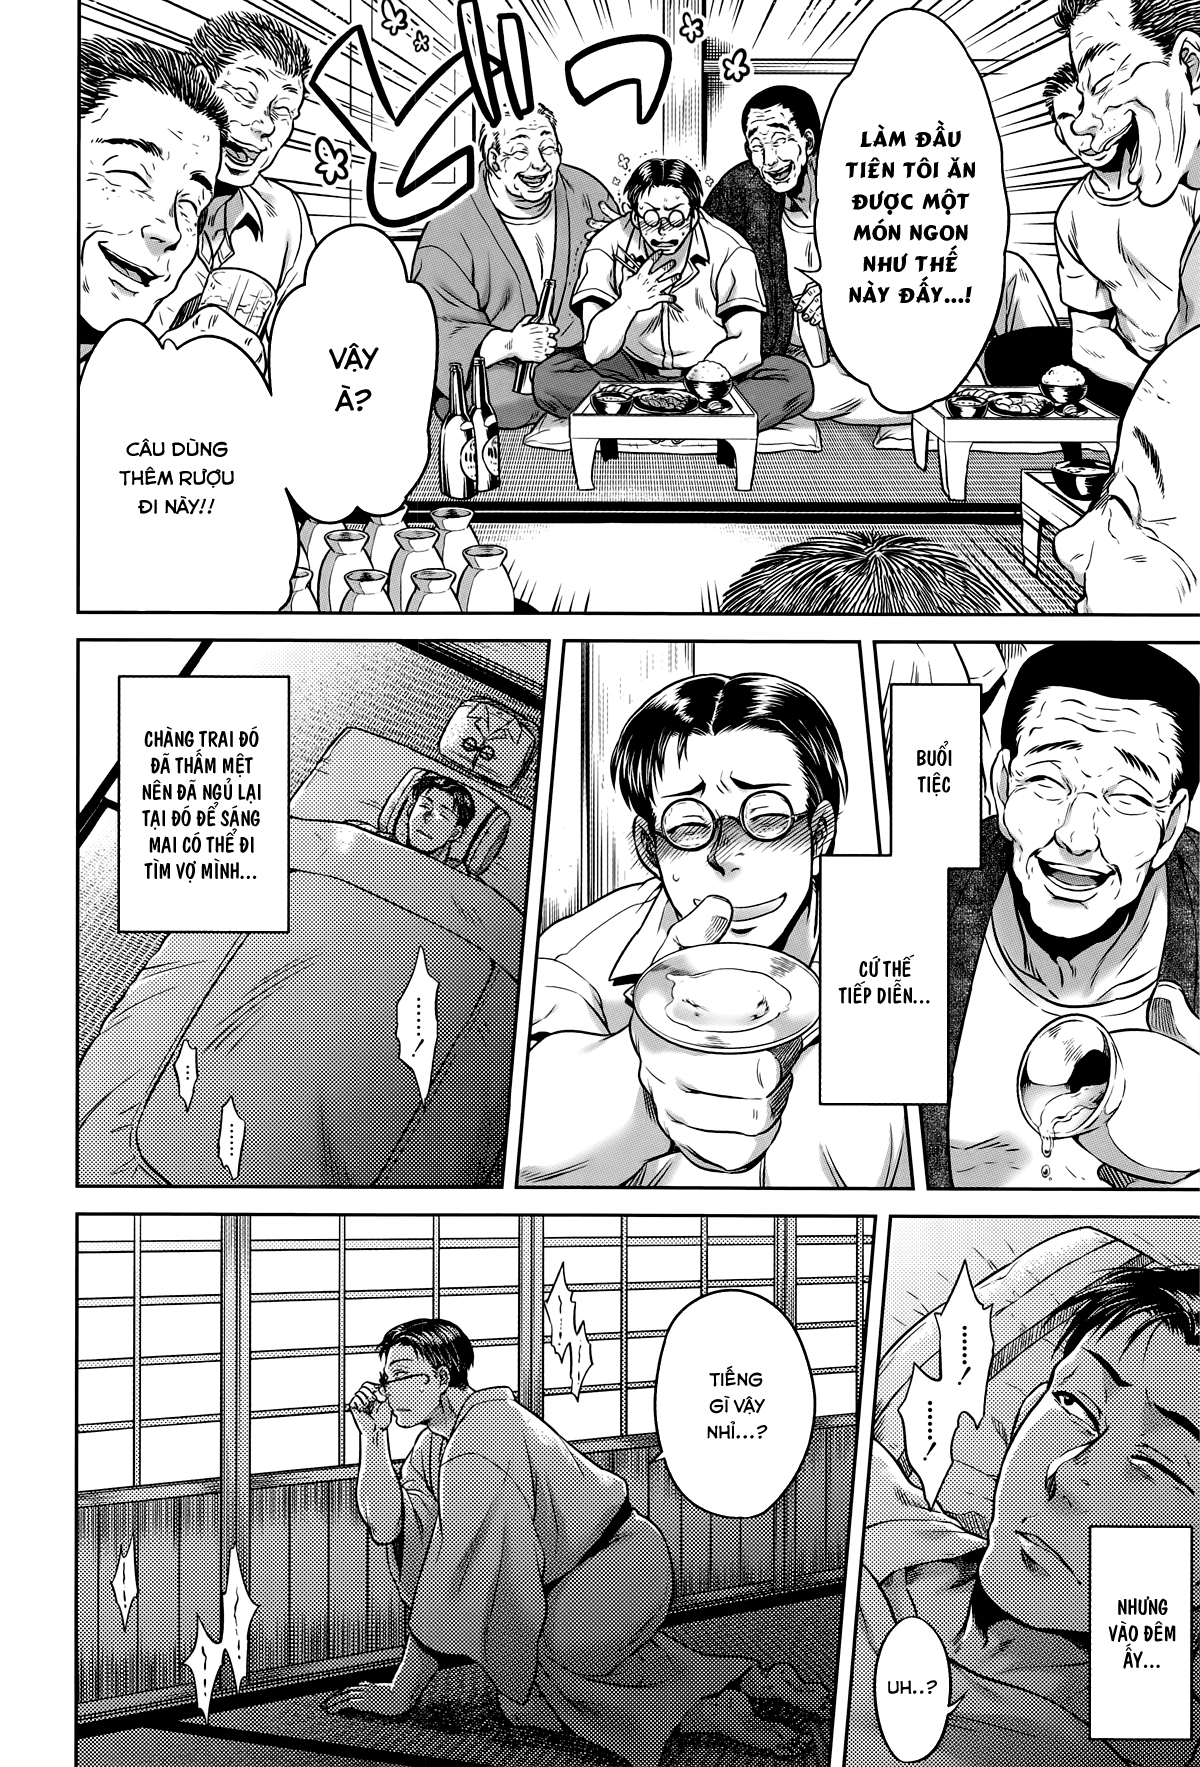 LÀM ĐẦU
TIÊN TÔI ĂN
ĐƯỢC MỘT
MÓN NGON
NHƯ THẾ
NÀY ĐẤY...!
VẬY
À?
CÂU DÙNG
THÊM RƯỢU
ĐI NÀY!!
BUỔI
TIỆC
CỨ THẾ
TIẾP DIỄN...
CHÀNG TRAI ĐÓ
ĐÃ THẤM MỆT
NÊN ĐÃ NGỦ LẠI
TẠI ĐÓ ĐỂ SÁNG
MAI CÓ THỂ ĐI
TÌM VỢ MÌNH...
NHƯNG
VÀO ĐÊM
ẤY...
UH..?
TIẾNG
GÌ VẬY
NHỈ...?